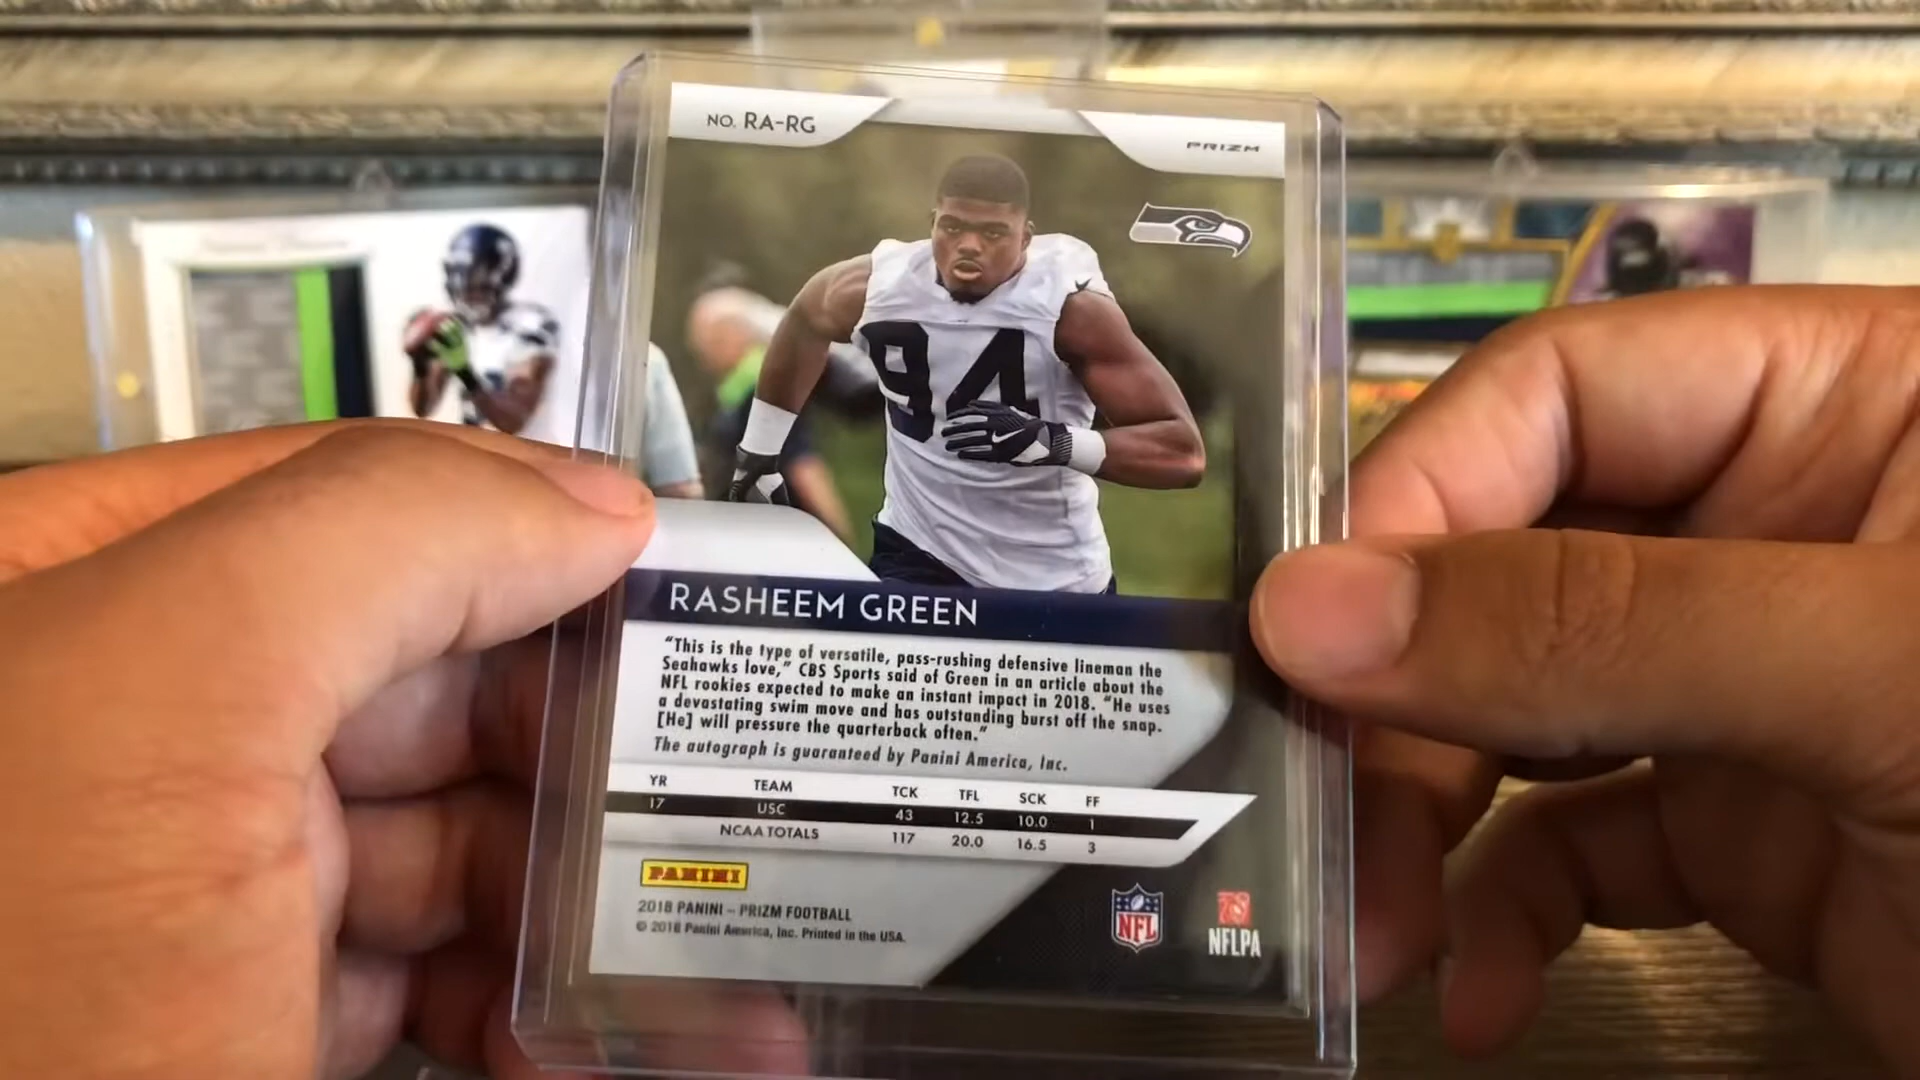 NO. RA-RG
PRIZM
94
RASHEEM GREEN
“This is the type of versatile, pass-rushing defensive lineman the
Seahawks love,” CBS Sports said of Green in an article about the
NFL rookies expected to make an instant impact in 2018. “He uses
a devastating swim move and has outstanding burst off the snap.
[He] will pressure the quarterback often.”
The autograph is guaranteed by Panini America, Inc.
YR TEAM TCK TFL SCK FF
17 USC 43 12.5 10.0 1
NCAA TOTALS 117 20.0 16.5 3
PANINI
2018 PANINI – PRIZM FOOTBALL
© 2018 Panini America, Inc. Printed in the USA.
NFL
NFLPA